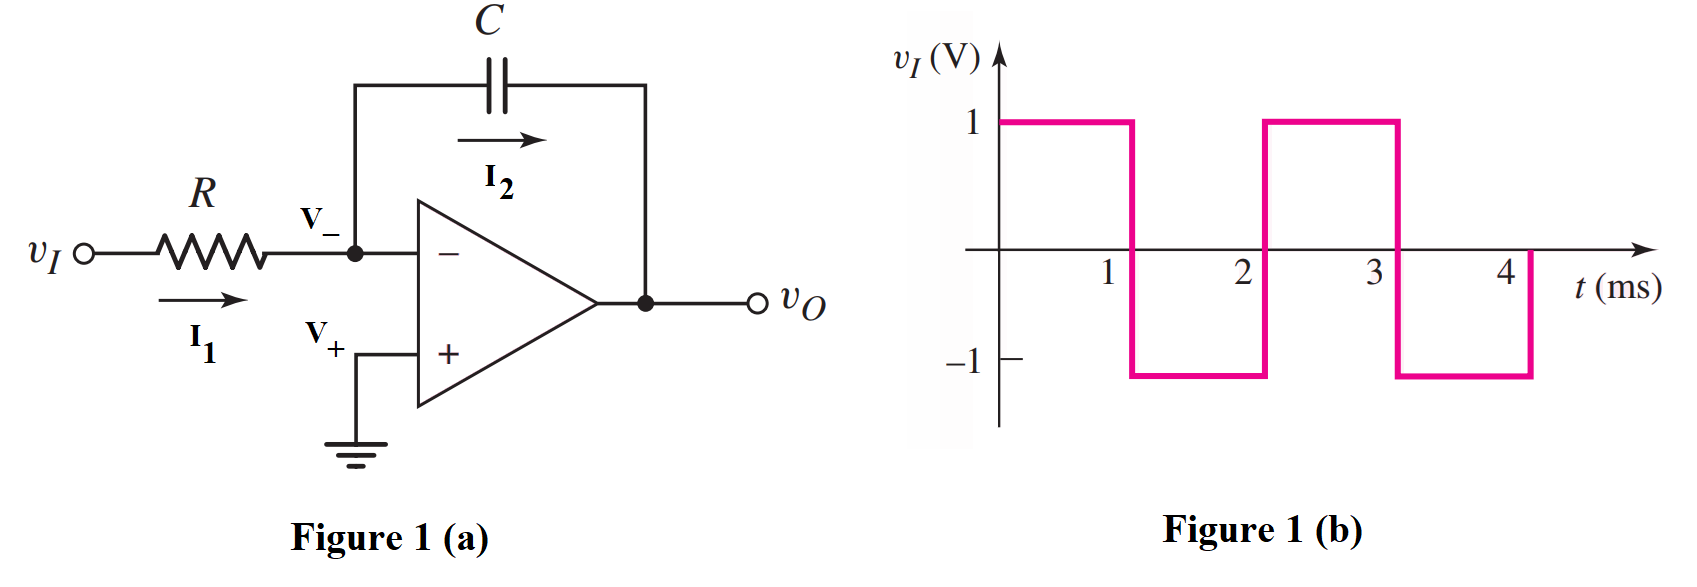 C
I2
R
V−
vI
−
I1
V+
+
vO
Figure 1 (a)
vI (V)
1
1
2
3
4
t (ms)
−1
Figure 1 (b)